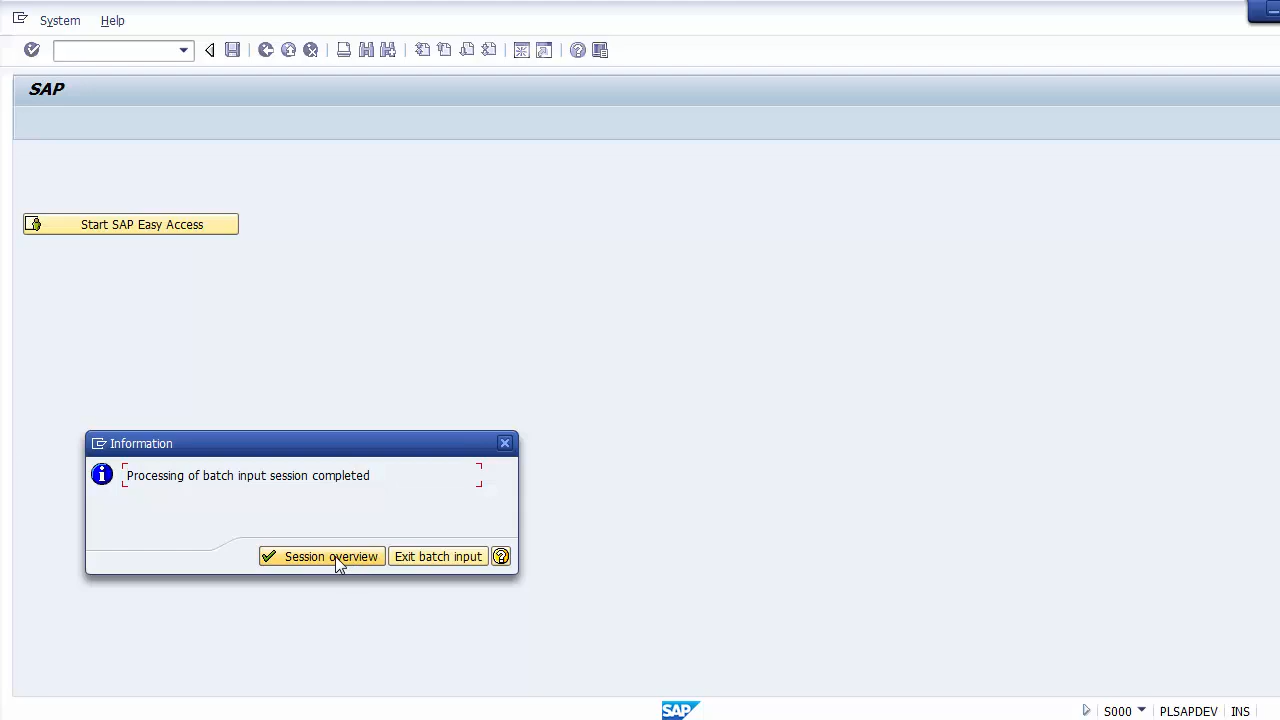 System Help
SAP
Start SAP Easy Access
Information
Processing of batch input session completed
Session overview Exit batch input
SAP S000 PLSAPDEV INS